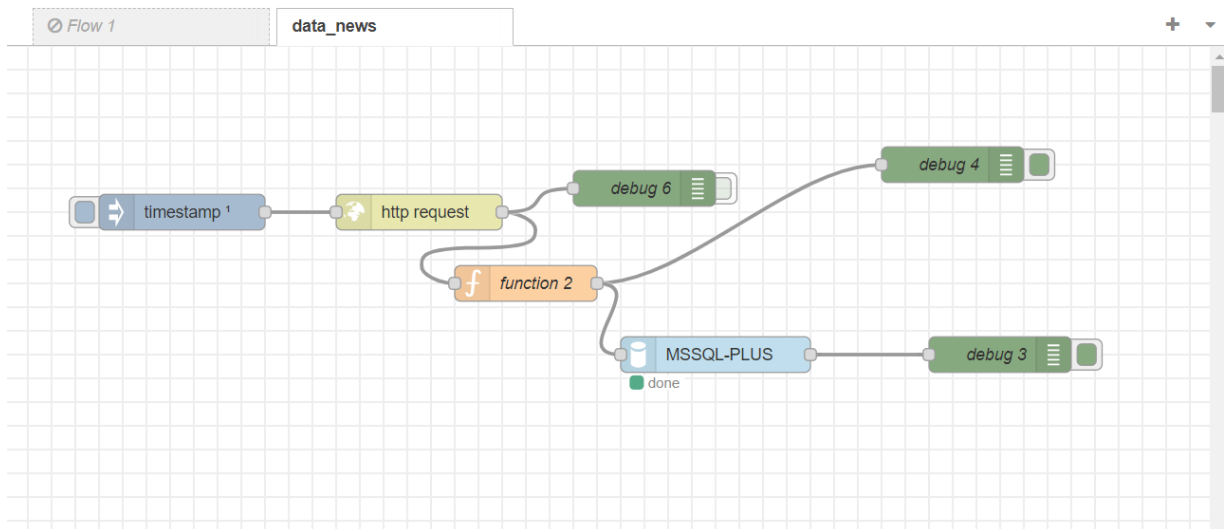 Flow 1
data_news
debug 4
debug 6
timestamp ¹
http request
function 2
MSSQL-PLUS
debug 3
done